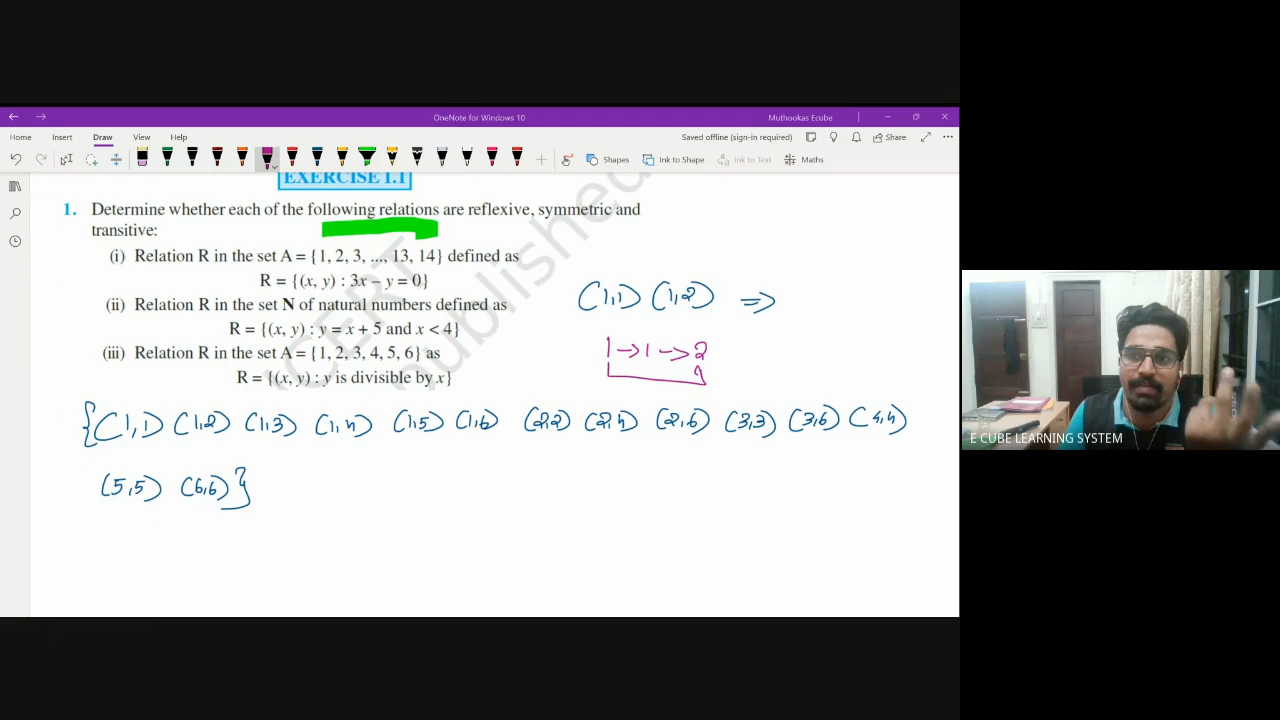 OneNote for Windows 10
Muthookas Ecube
Home Insert Draw View Help
Saved offline (sign-in required) Share
Shapes Ink to Shape Ink to Text Maths
EXERCISE 1.1
1. Determine whether each of the following relations are reflexive, symmetric and
transitive:
(i) Relation R in the set A = {1, 2, 3, ..., 13, 14} defined as
R = {(x, y) : 3x – y = 0}
(ii) Relation R in the set N of natural numbers defined as
R = {(x, y) : y = x + 5 and x < 4}
(iii) Relation R in the set A = {1, 2, 3, 4, 5, 6} as
R = {(x, y) : y is divisible by x}
(1,1) (1,2) ⇒
1 → 1 → 2
{(1,1) (1,2) (1,3) (1,4) (1,5) (1,6) (2,2) (2,4) (2,6) (3,3) (3,6) (4,4)
(5,5) (6,6)}
published
E CUBE LEARNING SYSTEM